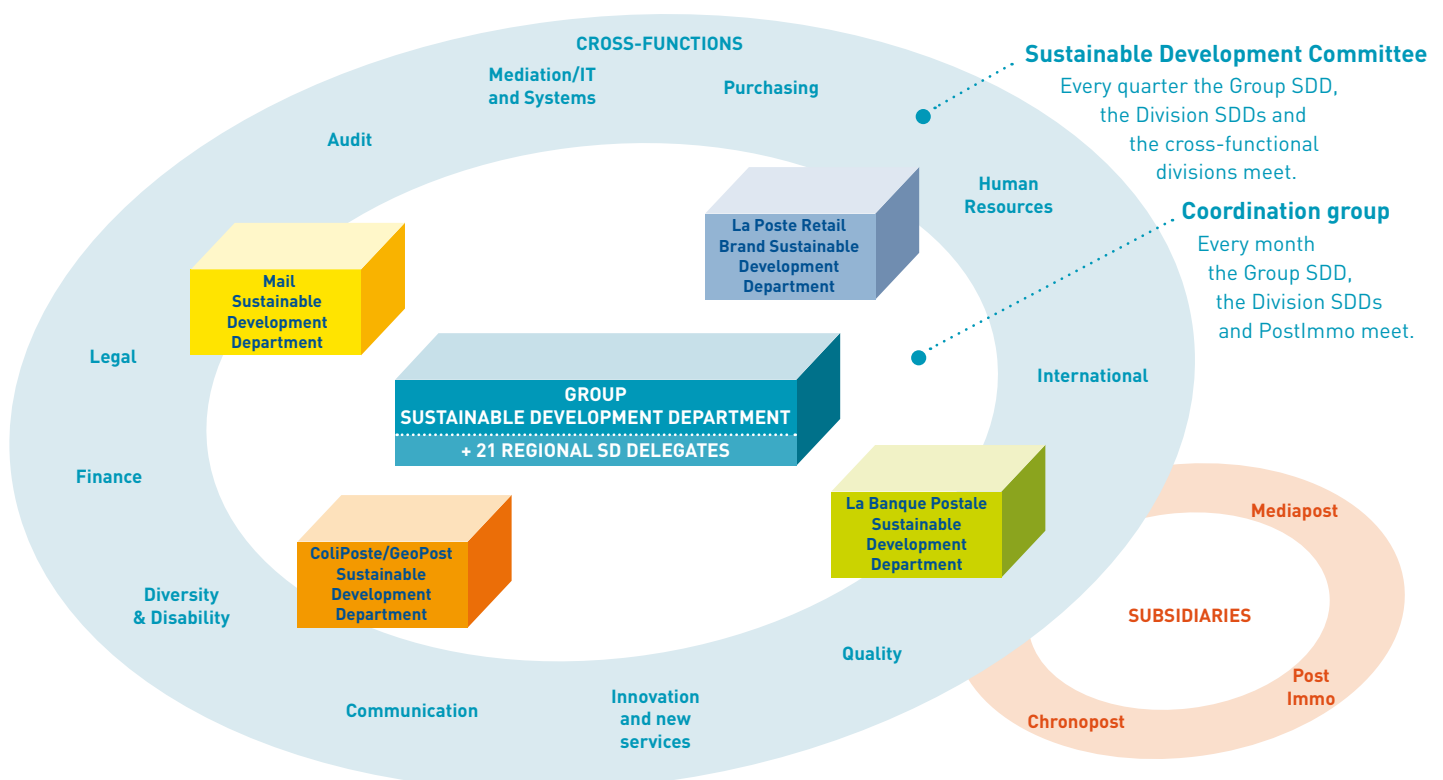 CROSS-FUNCTIONS
Mediation/IT
and Systems
Purchasing
Audit
Sustainable Development Committee
Every quarter the Group SDD,
the Division SDDs and
the cross-functional
divisions meet.
Human
Resources
Coordination group
Every month
the Group SDD,
the Division SDDs
and PostImmo meet.
La Poste Retail
Brand Sustainable
Development
Department
Mail
Sustainable
Development
Department
Legal
International
GROUP
SUSTAINABLE DEVELOPMENT DEPARTMENT
+ 21 REGIONAL SD DELEGATES
Finance
La Banque Postale
Sustainable
Development
Department
ColiPoste/GeoPost
Sustainable
Development
Department
Mediapost
Diversity
& Disability
SUBSIDIARIES
Quality
Post
Immo
Communication
Innovation
and new
services
Chronopost